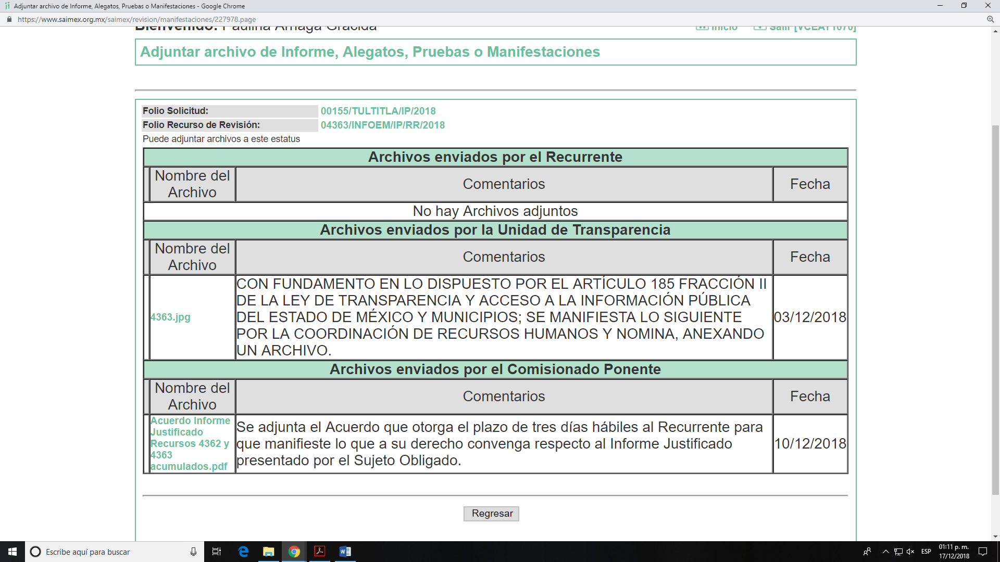 Adjuntar archivo de Informe, Alegatos, Pruebas o Manifestaciones - Google Chrome
https://www.saimex.org.mx/saimex/revision/manifestaciones/227978.page
Bienvenido: Paulina Arriaga Gracida
Inicio Salir [VCEAY1070]
Adjuntar archivo de Informe, Alegatos, Pruebas o Manifestaciones
Folio Solicitud: 00155/TULTITLA/IP/2018
Folio Recurso de Revisión: 04363/INFOEM/IP/RR/2018
Puede adjuntar archivos a este estatus
Archivos enviados por el Recurrente
Nombre del
Archivo
Comentarios
Fecha
No hay Archivos adjuntos
Archivos enviados por la Unidad de Transparencia
Nombre del
Archivo
Comentarios
Fecha
4363.jpg
CON FUNDAMENTO EN LO DISPUESTO POR EL ARTÍCULO 185 FRACCIÓN II
DE LA LEY DE TRANSPARENCIA Y ACCESO A LA INFORMACIÓN PÚBLICA
DEL ESTADO DE MÉXICO Y MUNICIPIOS; SE MANIFIESTA LO SIGUIENTE
POR LA COORDINACIÓN DE RECURSOS HUMANOS Y NOMINA, ANEXANDO
UN ARCHIVO.
03/12/2018
Archivos enviados por el Comisionado Ponente
Nombre del
Archivo
Comentarios
Fecha
Acuerdo Informe
Justificado
Recursos 4362 y
4363
acumulados.pdf
Se adjunta el Acuerdo que otorga el plazo de tres días hábiles al Recurrente para
que manifieste lo que a su derecho convenga respecto al Informe Justificado
presentado por el Sujeto Obligado.
10/12/2018
Regresar
Escribe aquí para buscar
ESP
01:11 p. m.
17/12/2018